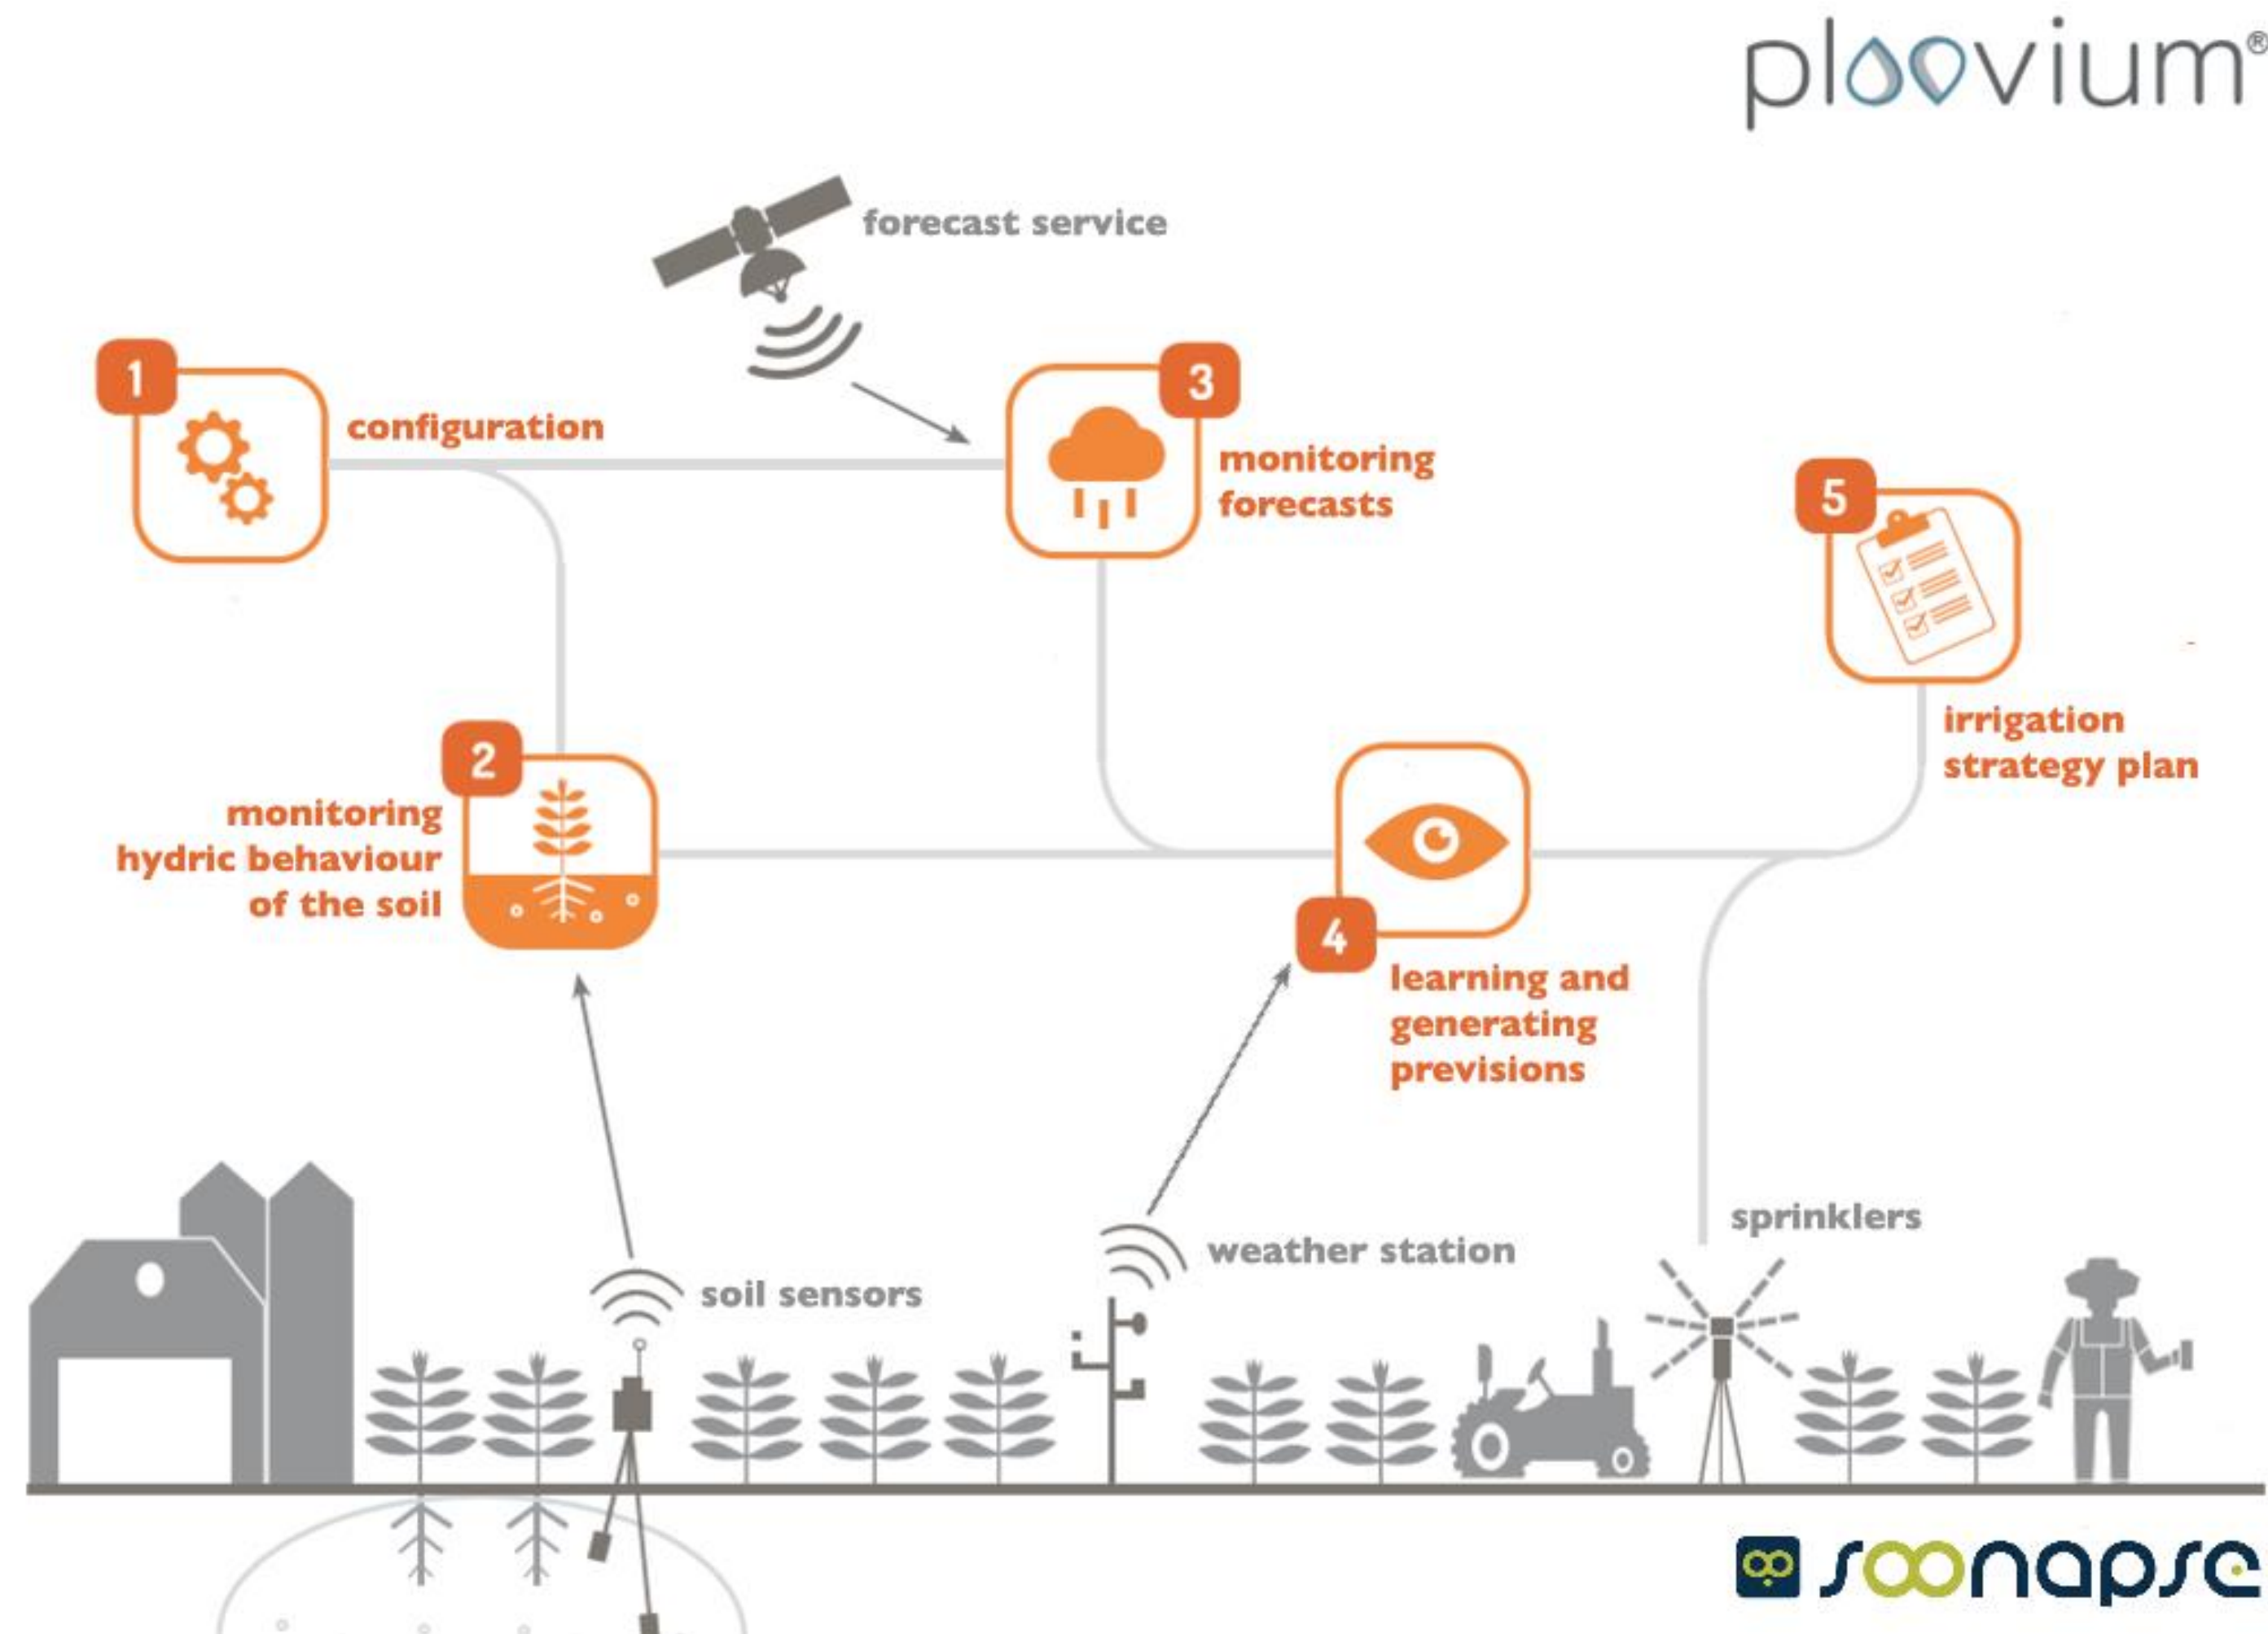 ploovium®
forecast service
1
configuration
3
monitoring
forecasts
5
irrigation
strategy plan
2
monitoring
hydric behaviour
of the soil
4
learning and
generating
previsions
sprinklers
weather station
soil sensors
soonapse